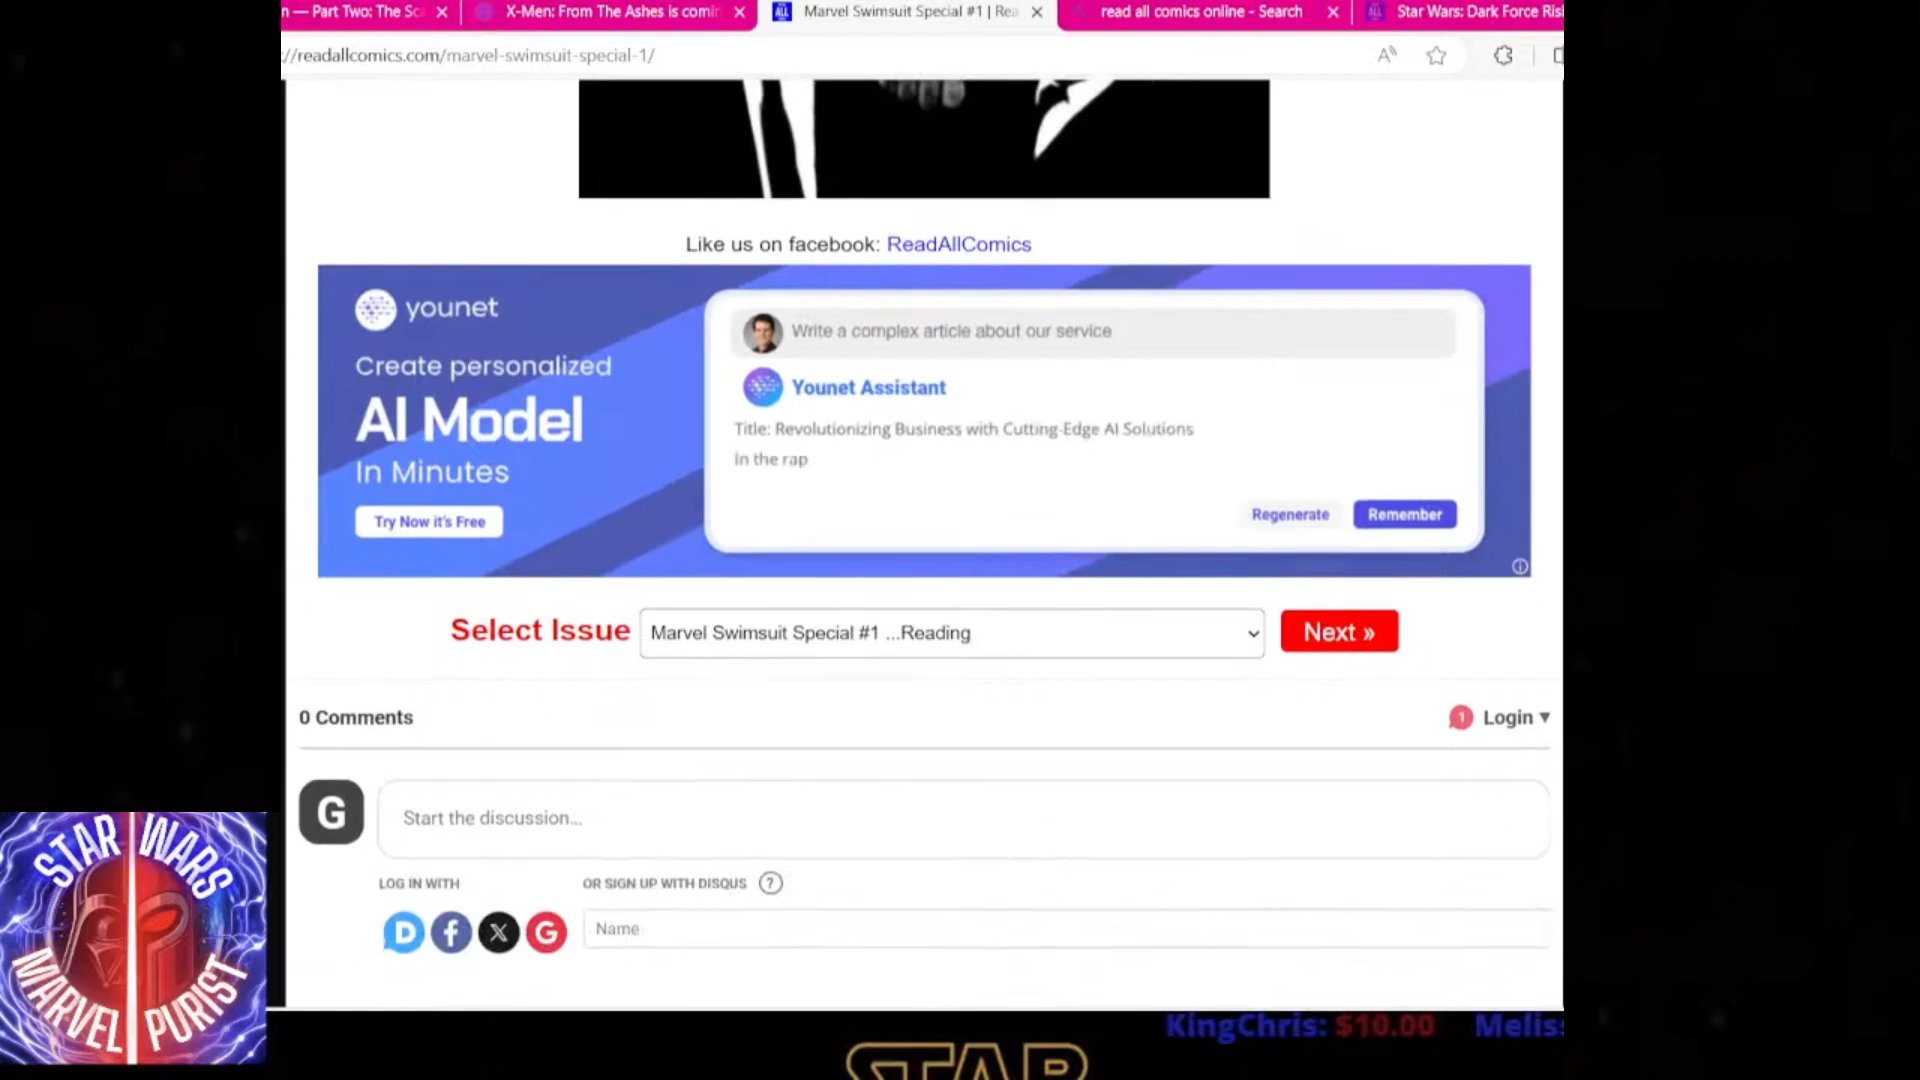 n — Part Two: The Sc
X-Men: From The Ashes is comin
Marvel Swimsuit Special #1 | Rea
read all comics online - Search
Star Wars: Dark Force Ris
://readallcomics.com/marvel-swimsuit-special-1/
Like us on facebook: ReadAllComics
younet
Create personalized
AI Model
In Minutes
Try Now it's Free
Write a complex article about our service
Younet Assistant
Title: Revolutionizing Business with Cutting-Edge AI Solutions
In the rap
Regenerate
Remember
Select Issue
Marvel Swimsuit Special #1 ...Reading
Next »
0 Comments
1
Login
G
Start the discussion...
LOG IN WITH
OR SIGN UP WITH DISQUS
?
D f X G
Name
STAR WARS
MARVEL PURIST
KingChris: $10.00
Meliss
STAR